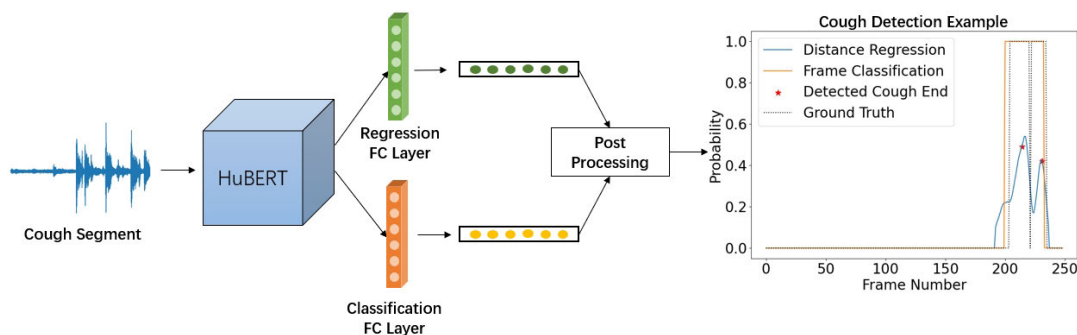 Cough Segment
HuBERT
Regression
FC Layer
Classification
FC Layer
Post
Processing
Cough Detection Example
Probability
1.0
0.8
0.6
0.4
0.2
0.0
Distance Regression
Frame Classification
Detected Cough End
Ground Truth
0
50
100
150
200
250
Frame Number